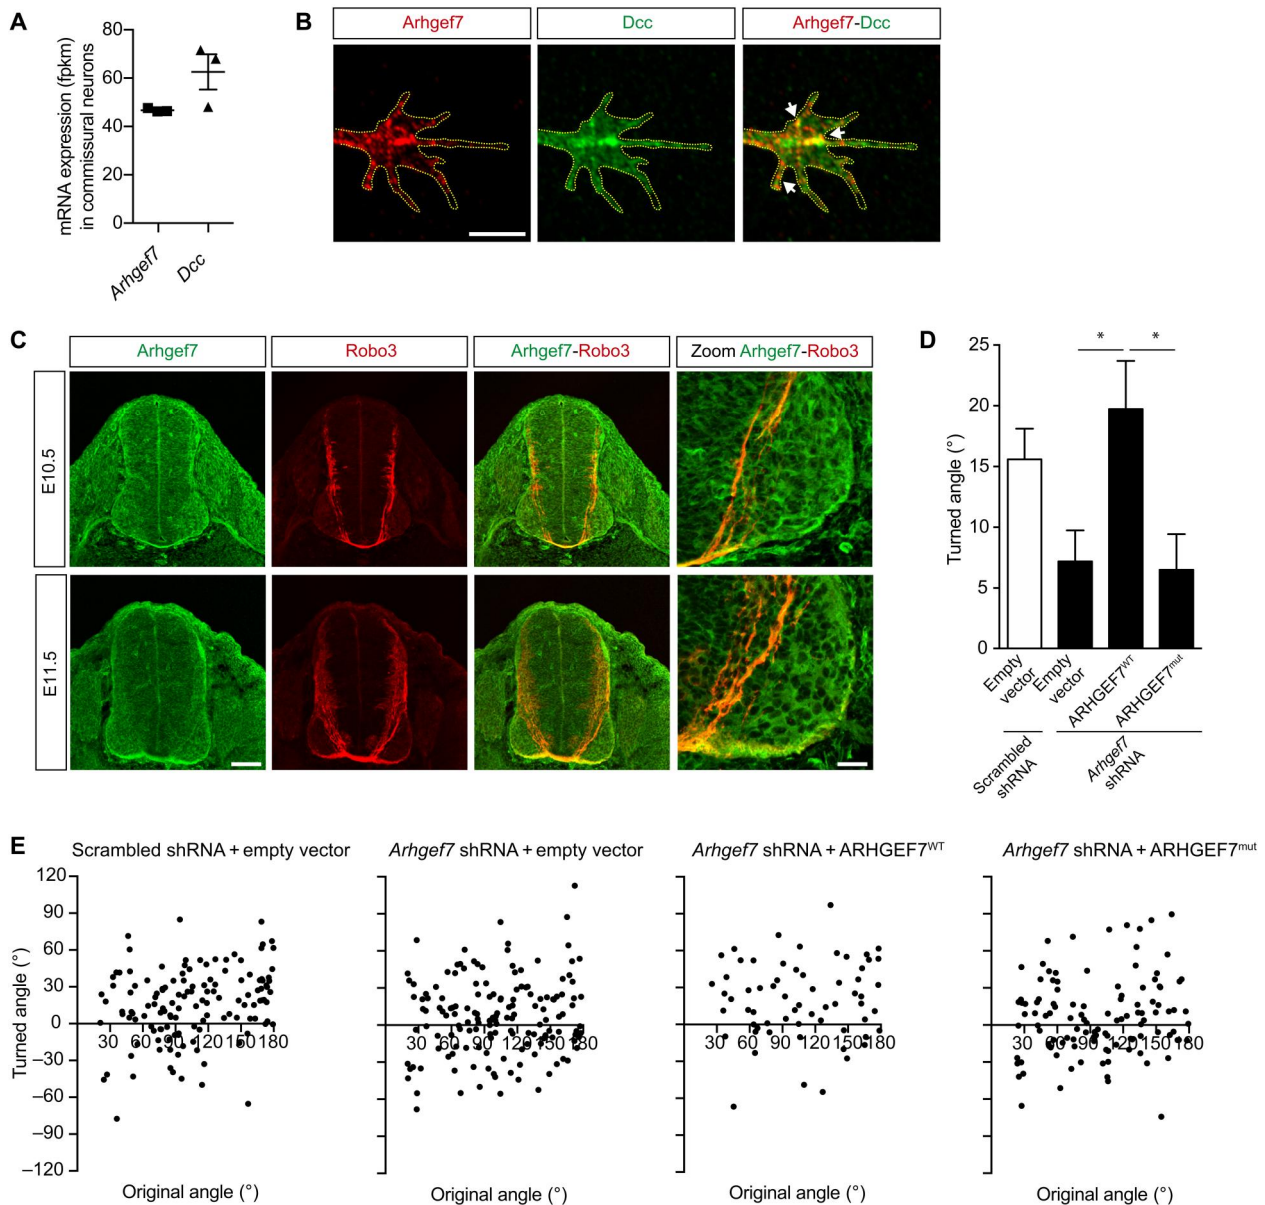 A
mRNA expression (fpkm)
in commissural neurons
80
60
40
20
0
Arhgef7
Dcc
B
Arhgef7
Dcc
Arhgef7-Dcc
C
Arhgef7
Robo3
Arhgef7-Robo3
Zoom Arhgef7-Robo3
E10.5
E11.5
D
Turned angle (°)
25
20
15
10
5
0
*
*
Empty
vector
Empty
vector
ARHGEF7WT
ARHGEF7mut
Scrambled
shRNA
Arhgef7
shRNA
E
Scrambled shRNA + empty vector
Arhgef7 shRNA + empty vector
Arhgef7 shRNA + ARHGEF7WT
Arhgef7 shRNA + ARHGEF7mut
Turned angle (°)
120
90
60
30
0
–30
–60
–90
–120
30 60 90 120 150 180
30 60 90 120 150 180
30 60 90 120 150 180
30 60 90 120 150 180
Original angle (°)
Original angle (°)
Original angle (°)
Original angle (°)